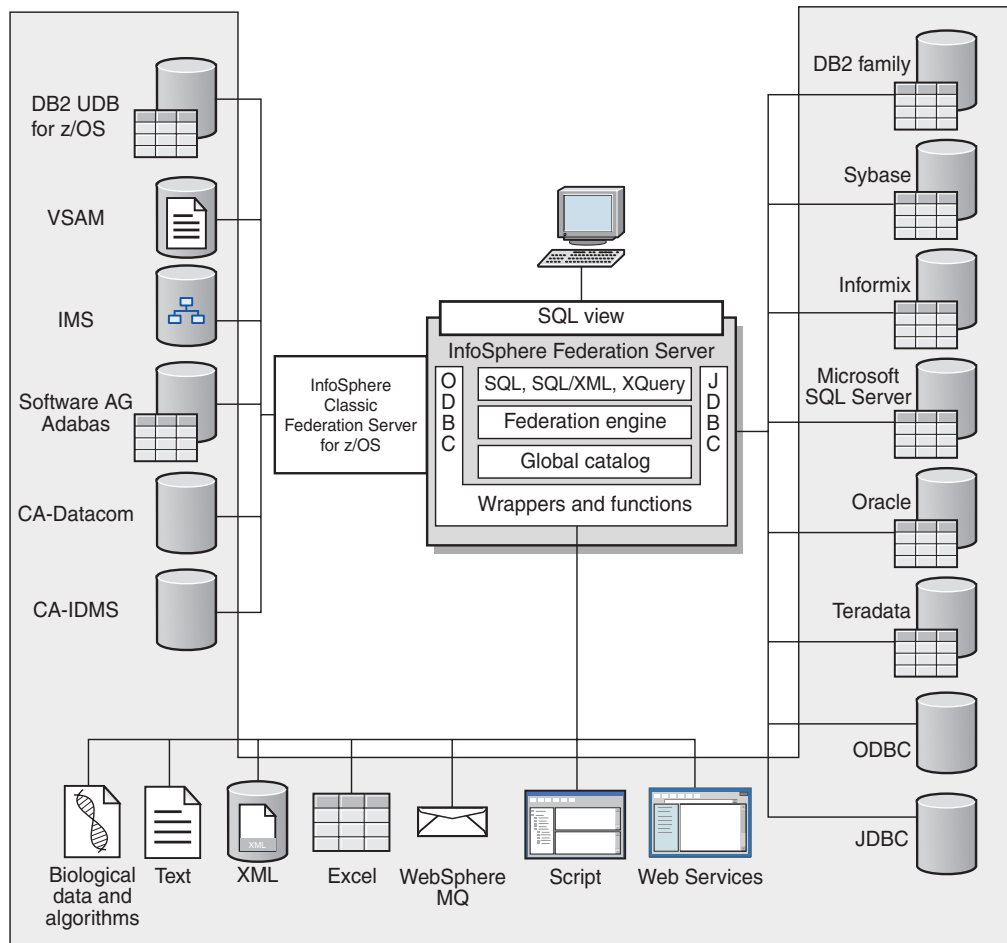 DB2 UDB
for z/OS
VSAM
IMS
Software AG
Adabas
CA-Datacom
CA-IDMS
InfoSphere
Classic
Federation Server
for z/OS
SQL view
InfoSphere Federation Server
ODBC
SQL, SQL/XML, XQuery
Federation engine
Global catalog
JDBC
Wrappers and functions
DB2 family
Sybase
Informix
Microsoft
SQL Server
Oracle
Teradata
ODBC
JDBC
XML
Biological
data and
algorithms
Text
XML
Excel
WebSphere
MQ
Script
Web Services